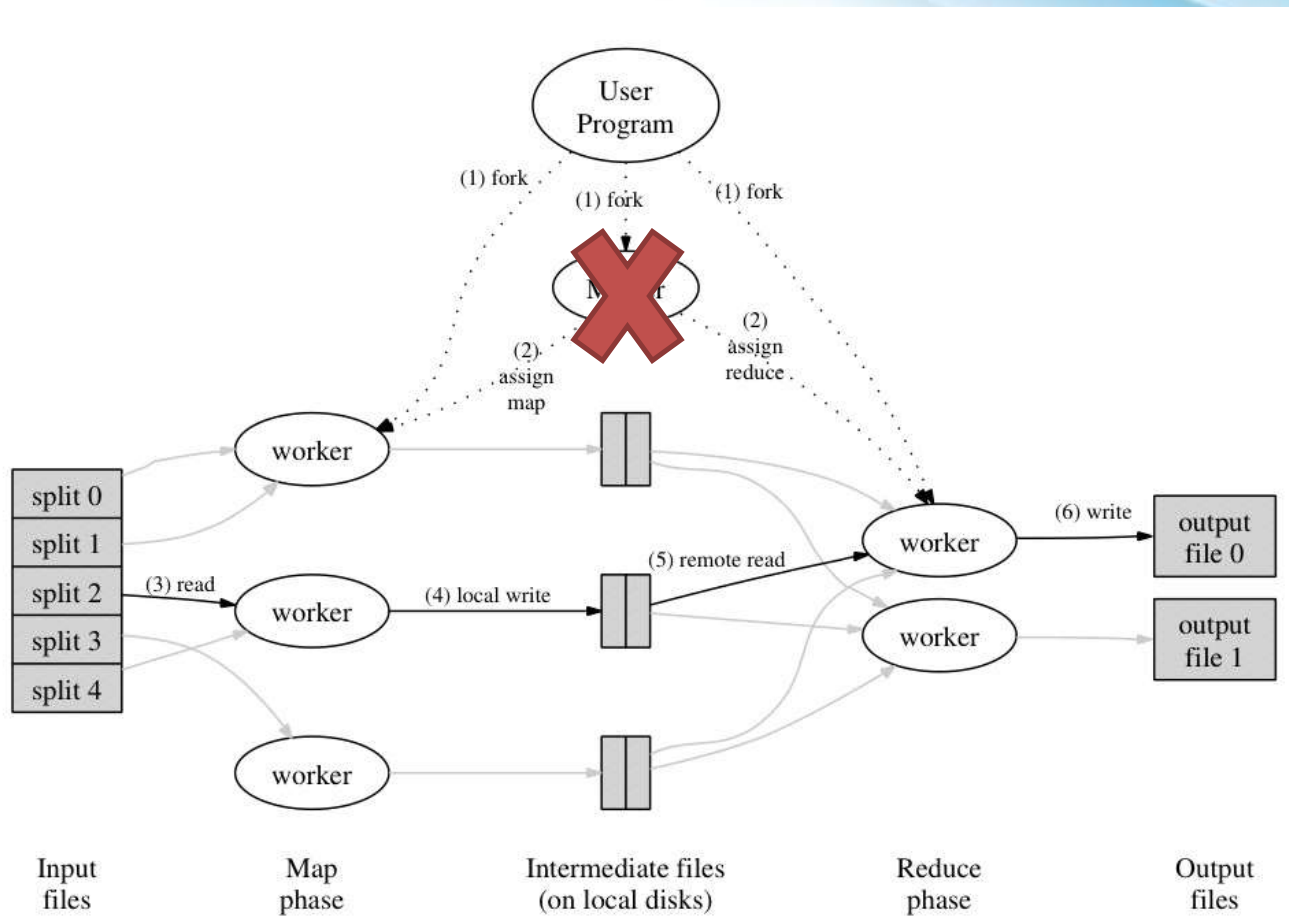 User
Program
(1) fork
(1) fork
(1) fork
(2)
assign
map
(2)
assign
reduce
split 0
split 1
split 2
split 3
split 4
(3) read
worker
worker
worker
(4) local write
(5) remote read
worker
worker
(6) write
output
file 0
output
file 1
Input
files
Map
phase
Intermediate files
(on local disks)
Reduce
phase
Output
files